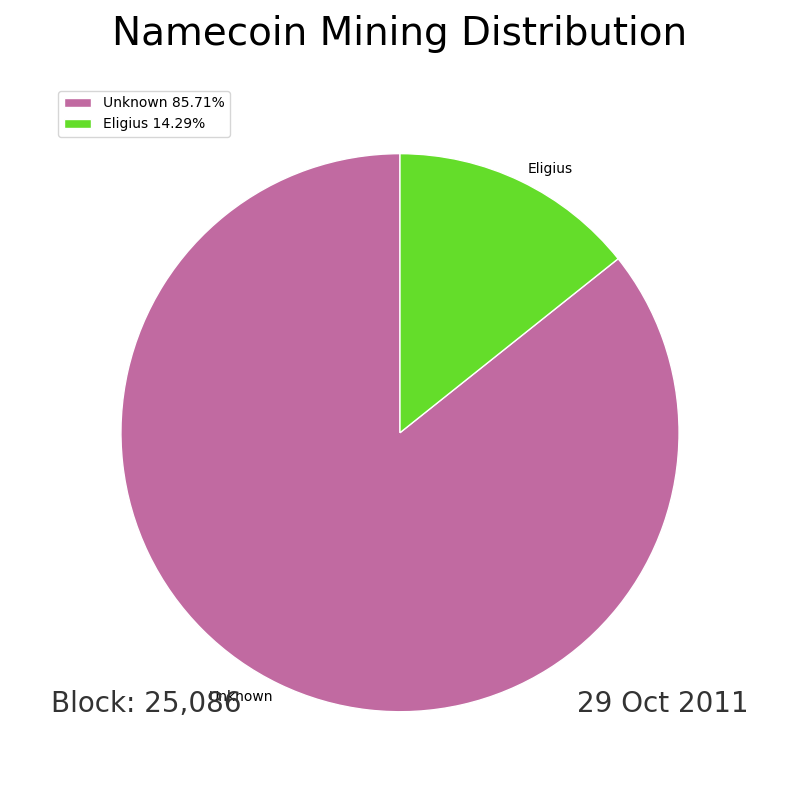 Namecoin Mining Distribution
Unknown 85.71%
Eligius 14.29%
Eligius
Unknown
Block: 25,086
29 Oct 2011